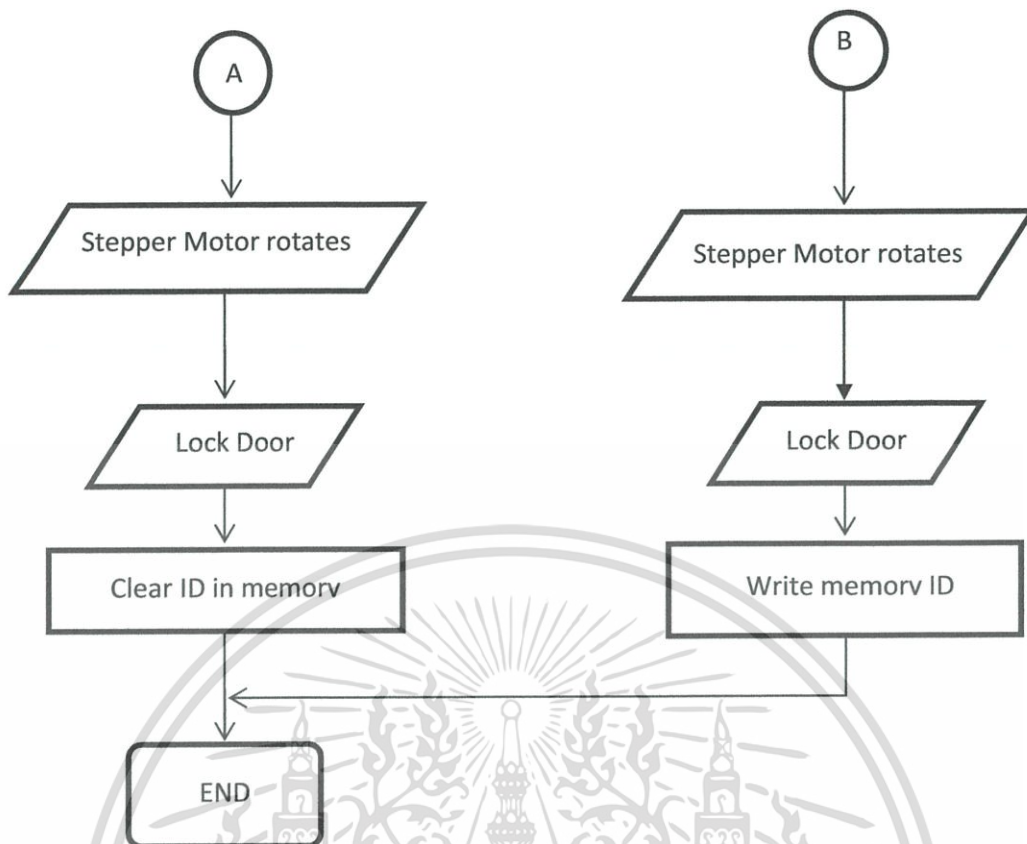 A
B
Stepper Motor rotates
Stepper Motor rotates
Lock Door
Lock Door
Clear ID in memory
Write memory ID
END